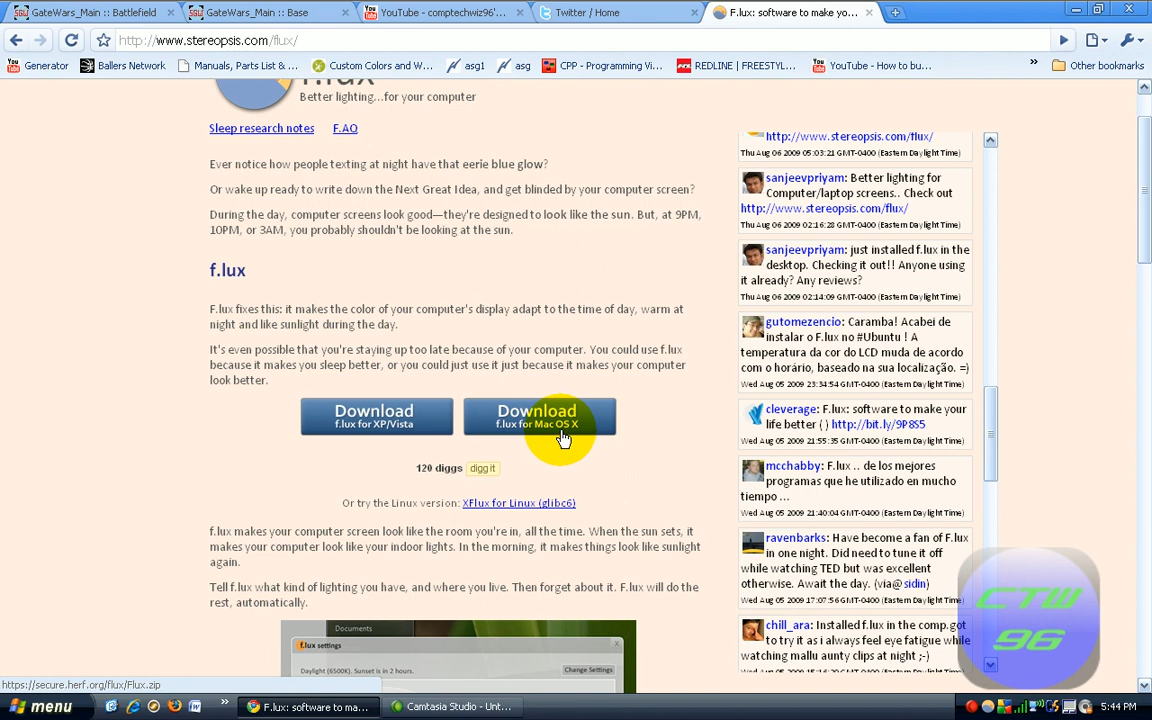 GateWars_Main :: Battlefield
GateWars_Main :: Base
YouTube - comptechwiz96'...
Twitter / Home
F.lux: software to make yo...
http://www.stereopsis.com/flux/
Generator
Ballers Network
Manuals, Parts List & ...
Custom Colors and W...
asg1
asg
CPP - Programming Vi...
REDLINE | FREESTYL...
YouTube - How to bu...
Other bookmarks
Better lighting...for your computer
Sleep research notes
F.A.Q
Ever notice how people texting at night have that eerie blue glow?
Or wake up ready to write down the Next Great Idea, and get blinded by your computer screen?
During the day, computer screens look good—they're designed to look like the sun. But, at 9PM,
10PM, or 3AM, you probably shouldn't be looking at the sun.
f.lux
F.lux fixes this: it makes the color of your computer's display adapt to the time of day, warm at
night and like sunlight during the day.
It's even possible that you're staying up too late because of your computer. You could use f.lux
because it makes you sleep better, or you could just use it just because it makes your computer
look better.
Download
f.lux for XP/Vista
Download
f.lux for Mac OS X
120 diggs digg it
Or try the Linux version: XFlux for Linux (glibc6)
f.lux makes your computer screen look like the room you're in, all the time. When the sun sets, it
makes your computer look like your indoor lights. In the morning, it makes things look like sunlight
again.
Tell f.lux what kind of lighting you have, and where you live. Then forget about it. F.lux will do the
rest, automatically.
Documents
f.lux settings
Daylight (6500K). Sunset is in 2 hours.
Change Settings
http://www.stereopsis.com/flux/
Thu Aug 06 2009 05:03:21 GMT-0400 (Eastern Daylight Time)
sanjeevpriyam: Better lighting for
Computer/laptop screens.. Check out
http://www.stereopsis.com/flux/
Thu Aug 06 2009 02:16:28 GMT-0400 (Eastern Daylight Time)
sanjeevpriyam: just installed f.lux in the
desktop. Checking it out!! Anyone using
it already? Any reviews?
Thu Aug 06 2009 02:14:09 GMT-0400 (Eastern Daylight Time)
gutomezencio: Caramba! Acabei de
instalar o F.lux no #Ubuntu ! A
temperatura da cor do LCD muda de acordo
com o horário, baseado na sua localização. =)
Wed Aug 05 2009 23:34:54 GMT-0400 (Eastern Daylight Time)
cleverage: F.lux: software to make your
life better ( ) http://bit.ly/9P8S5
Wed Aug 05 2009 21:55:35 GMT-0400 (Eastern Daylight Time)
mcchabby: F.lux .. de los mejores
programas que he utilizado en mucho
tiempo ...
Wed Aug 05 2009 21:40:04 GMT-0400 (Eastern Daylight Time)
ravenbarks: Have become a fan of F.lux
in one night. Did need to tune it off
while watching TED but was excellent
otherwise. Await the day. (via@sidin)
Wed Aug 05 2009 17:07:56 GMT-0400 (Eastern Daylight Time)
chill_ara: Installed f.lux in the comp.got
to try it as i always feel eye fatigue while
watching mallu aunty clips at night ;-)
CTW
96
https://secure.herf.org/flux/Flux.zip
menu
F.lux: software to ma...
Camtasia Studio - Unt...
5:44 PM